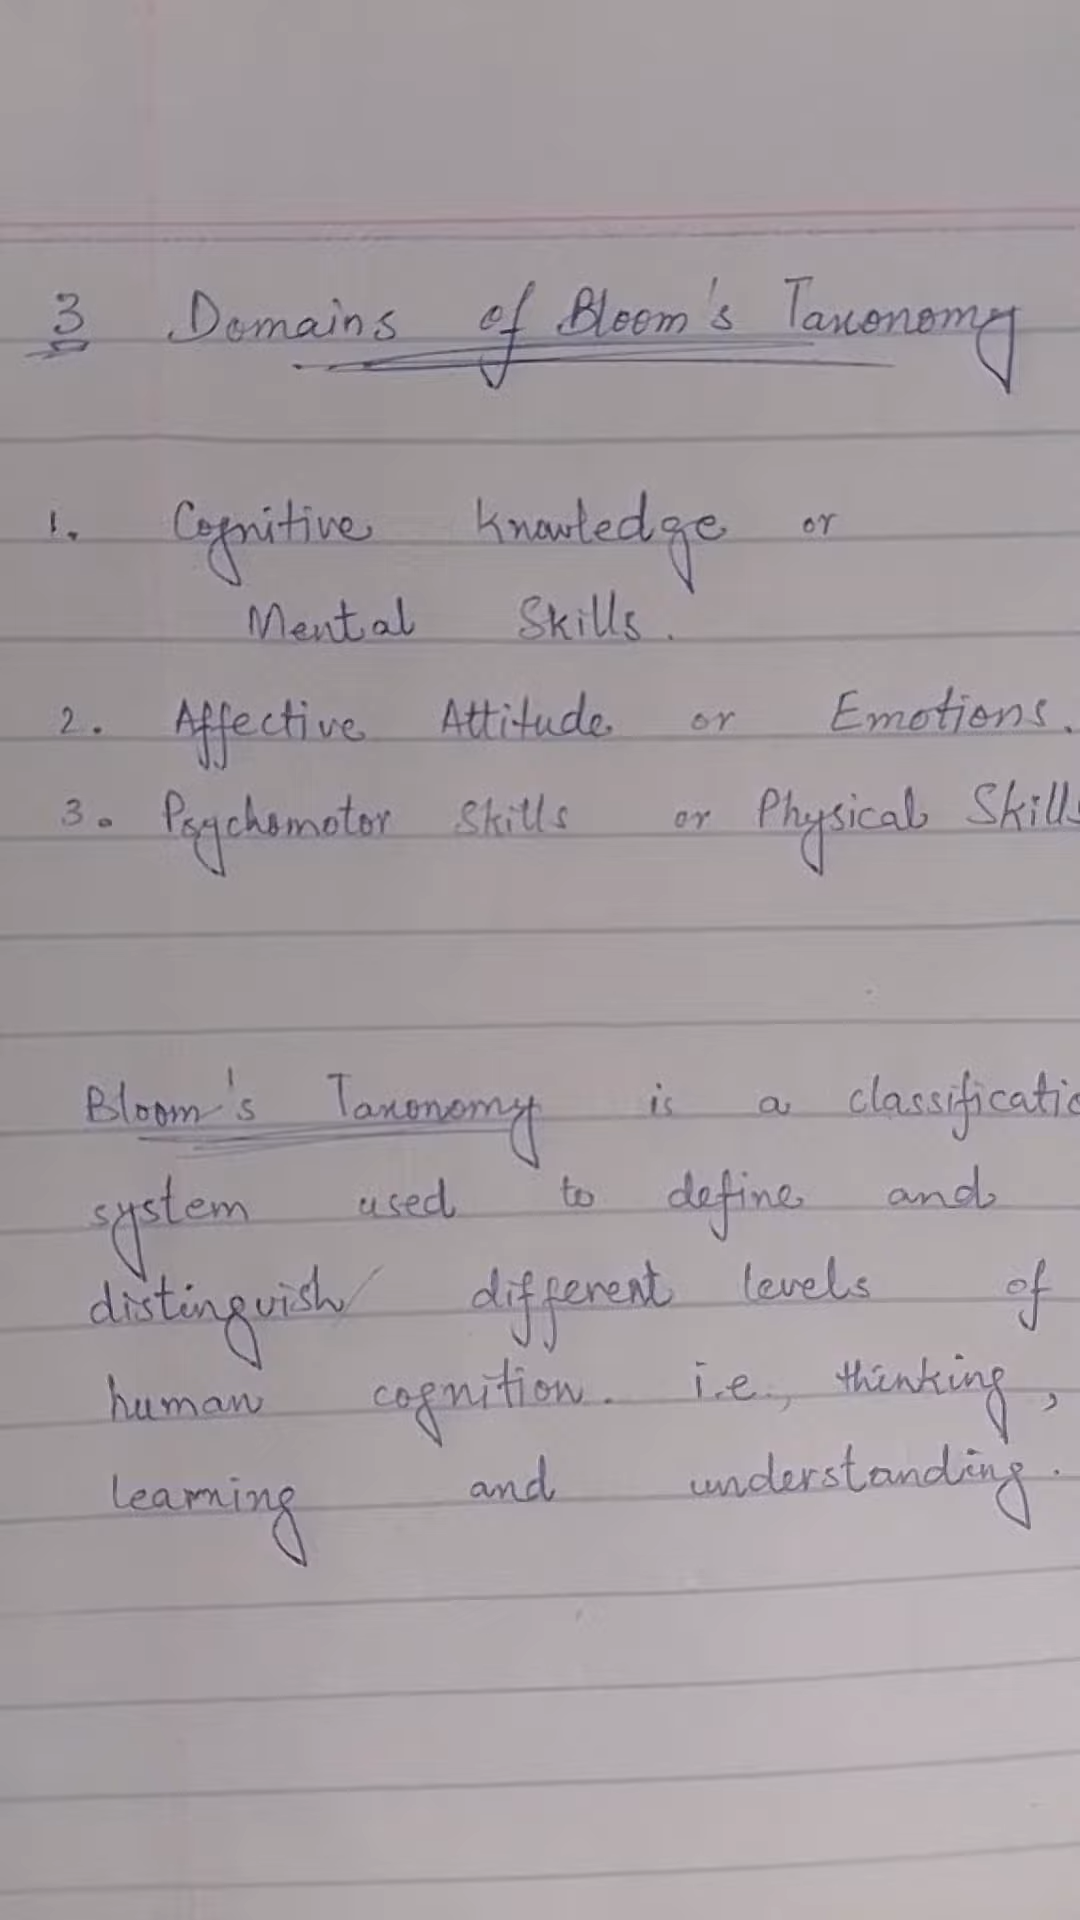 3 Domains of Bloom's Taxonomy
1. Cognitive Knowledge or
Mental Skills.
2. Affective Attitude or Emotions.
3. Psychomotor Skills or Physical Skills
Bloom's Taxonomy is a classificatio
system used to define and
distinguish different levels of
human cognition. i.e., thinking,
learning and understanding.